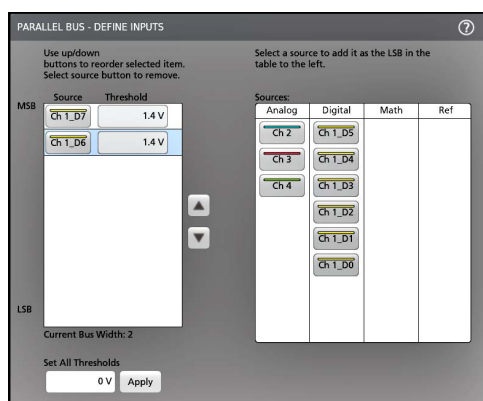 PARALLEL BUS - DEFINE INPUTS
?
Use up/down
buttons to reorder selected item.
Select source button to remove.
Source Threshold
MSB
Ch 1_D7 1.4 V
Ch 1_D6 1.4 V
LSB
Current Bus Width: 2
Set All Thresholds
0 V Apply
Select a source to add it as the LSB in the
table to the left.
Sources:
Analog Digital Math Ref
Ch 2 Ch 1_D5
Ch 3 Ch 1_D4
Ch 4 Ch 1_D3
Ch 1_D2
Ch 1_D1
Ch 1_D0